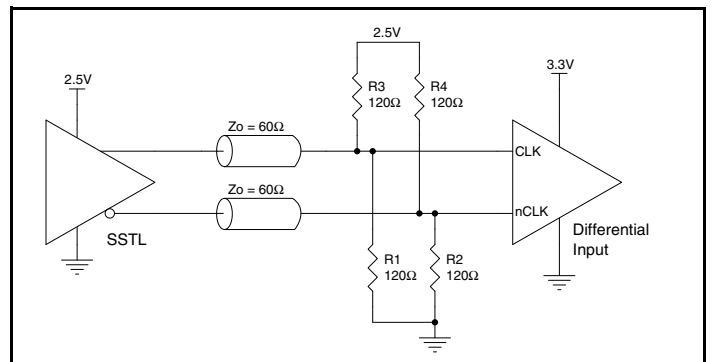 2.5V
2.5V
3.3V
R3
120Ω
R4
120Ω
Zo = 60Ω
CLK
Zo = 60Ω
nCLK
SSTL
Differential
Input
R1
120Ω
R2
120Ω